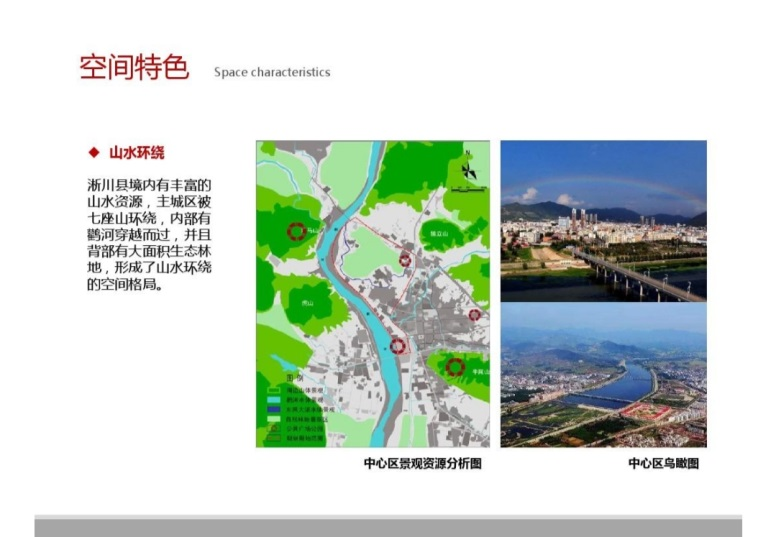 空间特色 Space characteristics
◆ 山水环绕
淅川县境内有丰富的
山水资源，主城区被
七座山环绕，内部有
鹳河穿越而过，并且
背部有大面积生态林
地，形成了山水环绕
的空间格局。
N
图 例
中心区景观资源分析图
中心区鸟瞰图